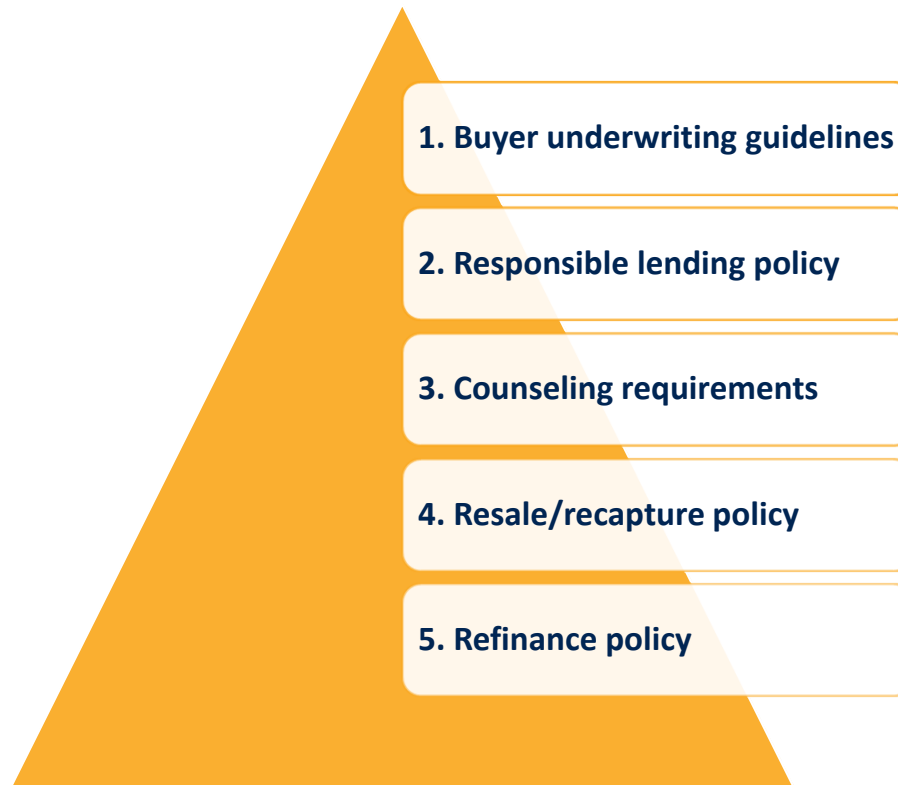 1. Buyer underwriting guidelines
2. Responsible lending policy
3. Counseling requirements
4. Resale/recapture policy
5. Refinance policy